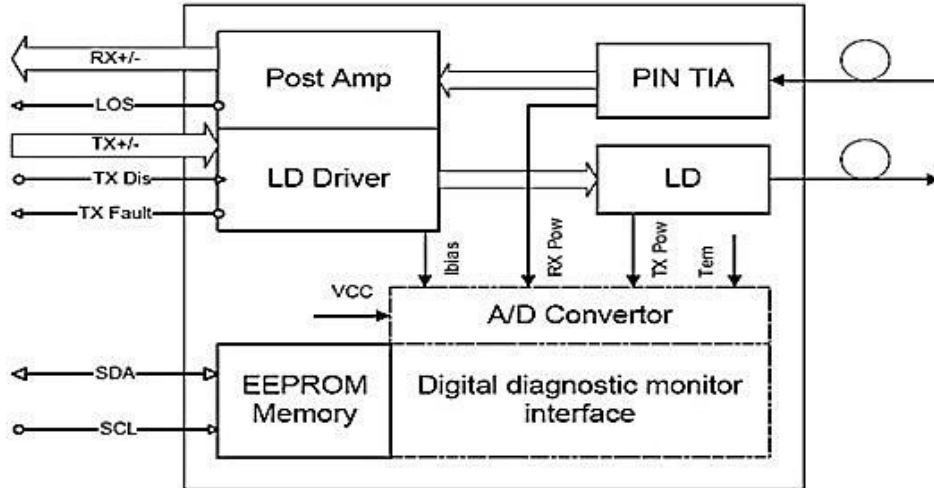 RX+/-
Post Amp
PIN TIA
LOS
TX+/-
TX Dis
LD Driver
LD
TX Fault
Ibias
RX Pow
TX Pow
Tem
VCC
A/D Convertor
SDA
EEPROM
Memory
Digital diagnostic monitor
interface
SCL